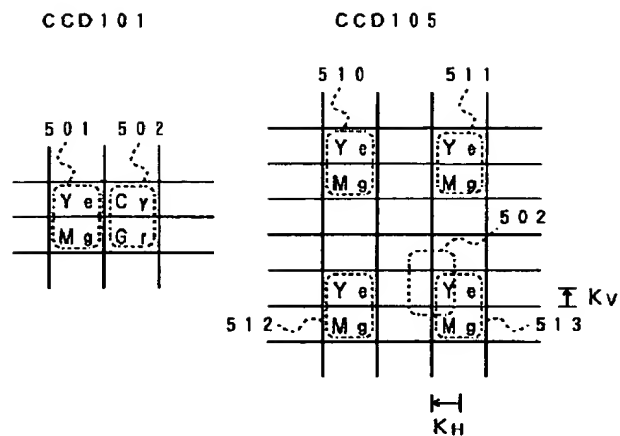 CCD101
CCD105
510 511
501 502
Ye Ye
Mg Mg
Ye Cy
Mg Gr
502
Ye Ye
Mg Mg
KV
512 513
KH